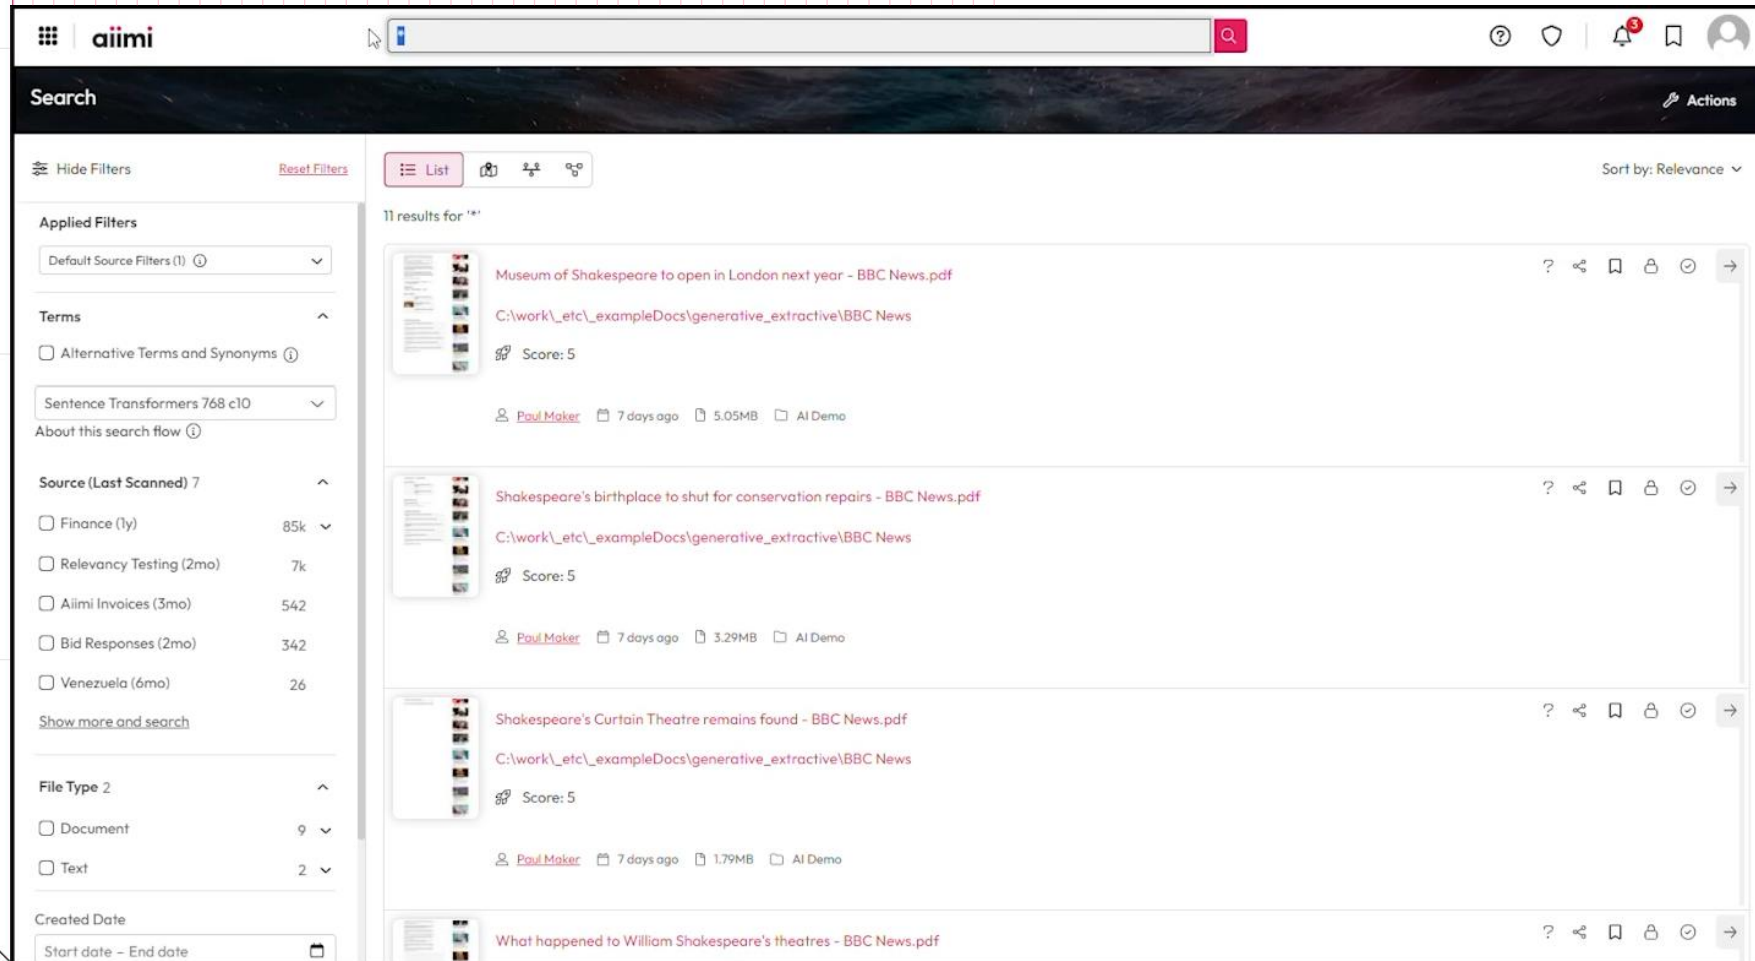 aiimi
*
3
Search
Actions
Hide Filters
Reset Filters
Applied Filters
Default Source Filters (1)
Terms
Alternative Terms and Synonyms
Sentence Transformers 768 c10
About this search flow
Source (Last Scanned) 7
Finance (1y) 85k
Relevancy Testing (2mo) 7k
Aiimi Invoices (3mo) 542
Bid Responses (2mo) 342
Venezuela (6mo) 26
Show more and search
File Type 2
Document 9
Text 2
Created Date
Start date – End date
List
Sort by: Relevance
11 results for '*'
Museum of Shakespeare to open in London next year - BBC News.pdf
C:\work\_etc\_exampleDocs\generative_extractive\BBC News
Score: 5
Paul Maker 7 days ago 5.05MB AI Demo
Shakespeare's birthplace to shut for conservation repairs - BBC News.pdf
C:\work\_etc\_exampleDocs\generative_extractive\BBC News
Score: 5
Paul Maker 7 days ago 3.29MB AI Demo
Shakespeare's Curtain Theatre remains found - BBC News.pdf
C:\work\_etc\_exampleDocs\generative_extractive\BBC News
Score: 5
Paul Maker 7 days ago 1.79MB AI Demo
What happened to William Shakespeare's theatres - BBC News.pdf